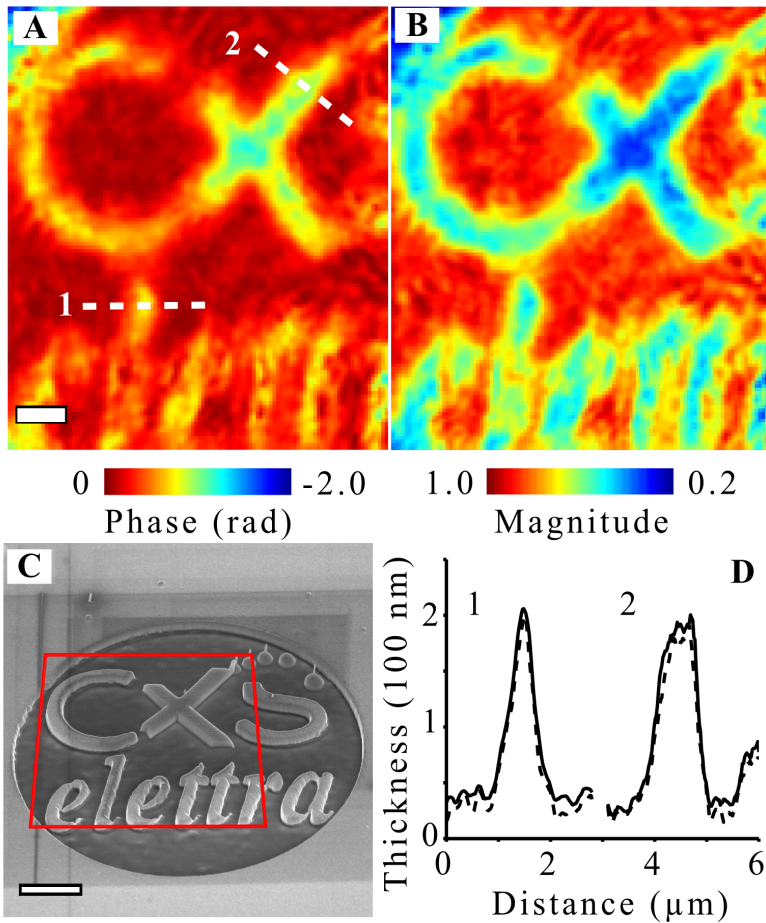 A
2
1
B
0
-2.0
Phase (rad)
1.0
0.2
Magnitude
C
CXS
elettra
D
1
2
Thickness (100 nm)
2
1
0
0
2
4
6
Distance (μm)